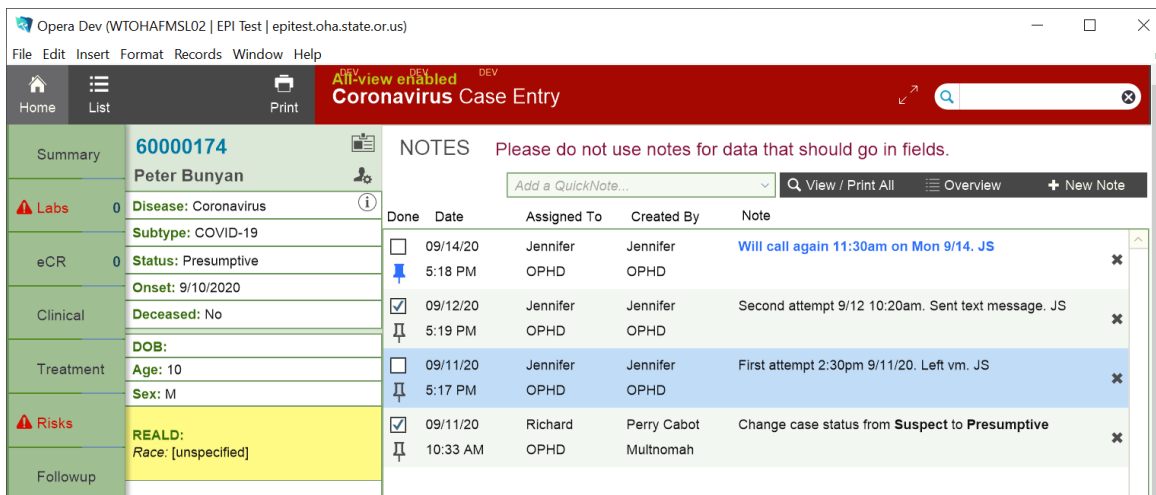 Opera Dev (WTOHAFMSL02 | EPI Test | epitest.oha.state.or.us)
File Edit Insert Format Records Window Help
Home
List
Print
DEV DEV DEV
All-view enabled
Coronavirus Case Entry
Summary
Labs 0
eCR 0
Clinical
Treatment
Risks
Followup
60000174
Peter Bunyan
Disease: Coronavirus
Subtype: COVID-19
Status: Presumptive
Onset: 9/10/2020
Deceased: No
DOB:
Age: 10
Sex: M
REALD:
Race: [unspecified]
NOTES Please do not use notes for data that should go in fields.
Add a QuickNote... View / Print All Overview + New Note
Done Date Assigned To Created By Note
09/14/20 Jennifer Jennifer Will call again 11:30am on Mon 9/14. JS
5:18 PM OPHD OPHD
09/12/20 Jennifer Jennifer Second attempt 9/12 10:20am. Sent text message. JS
5:19 PM OPHD OPHD
09/11/20 Jennifer Jennifer First attempt 2:30pm 9/11/20. Left vm. JS
5:17 PM OPHD OPHD
09/11/20 Richard Perry Cabot Change case status from Suspect to Presumptive
10:33 AM OPHD Multnomah